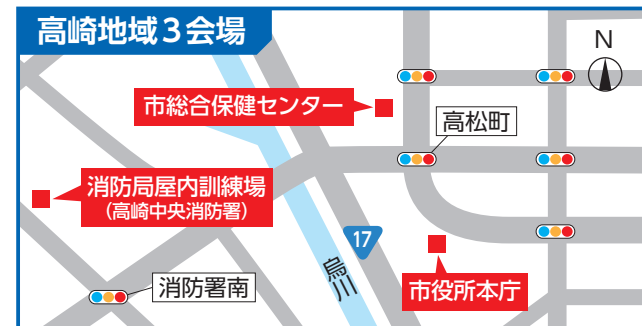 高崎地域3会場
N
市総合保健センター
高松町
消防局屋内訓練場
(高崎中央消防署)
17
烏川
消防署南
市役所本庁